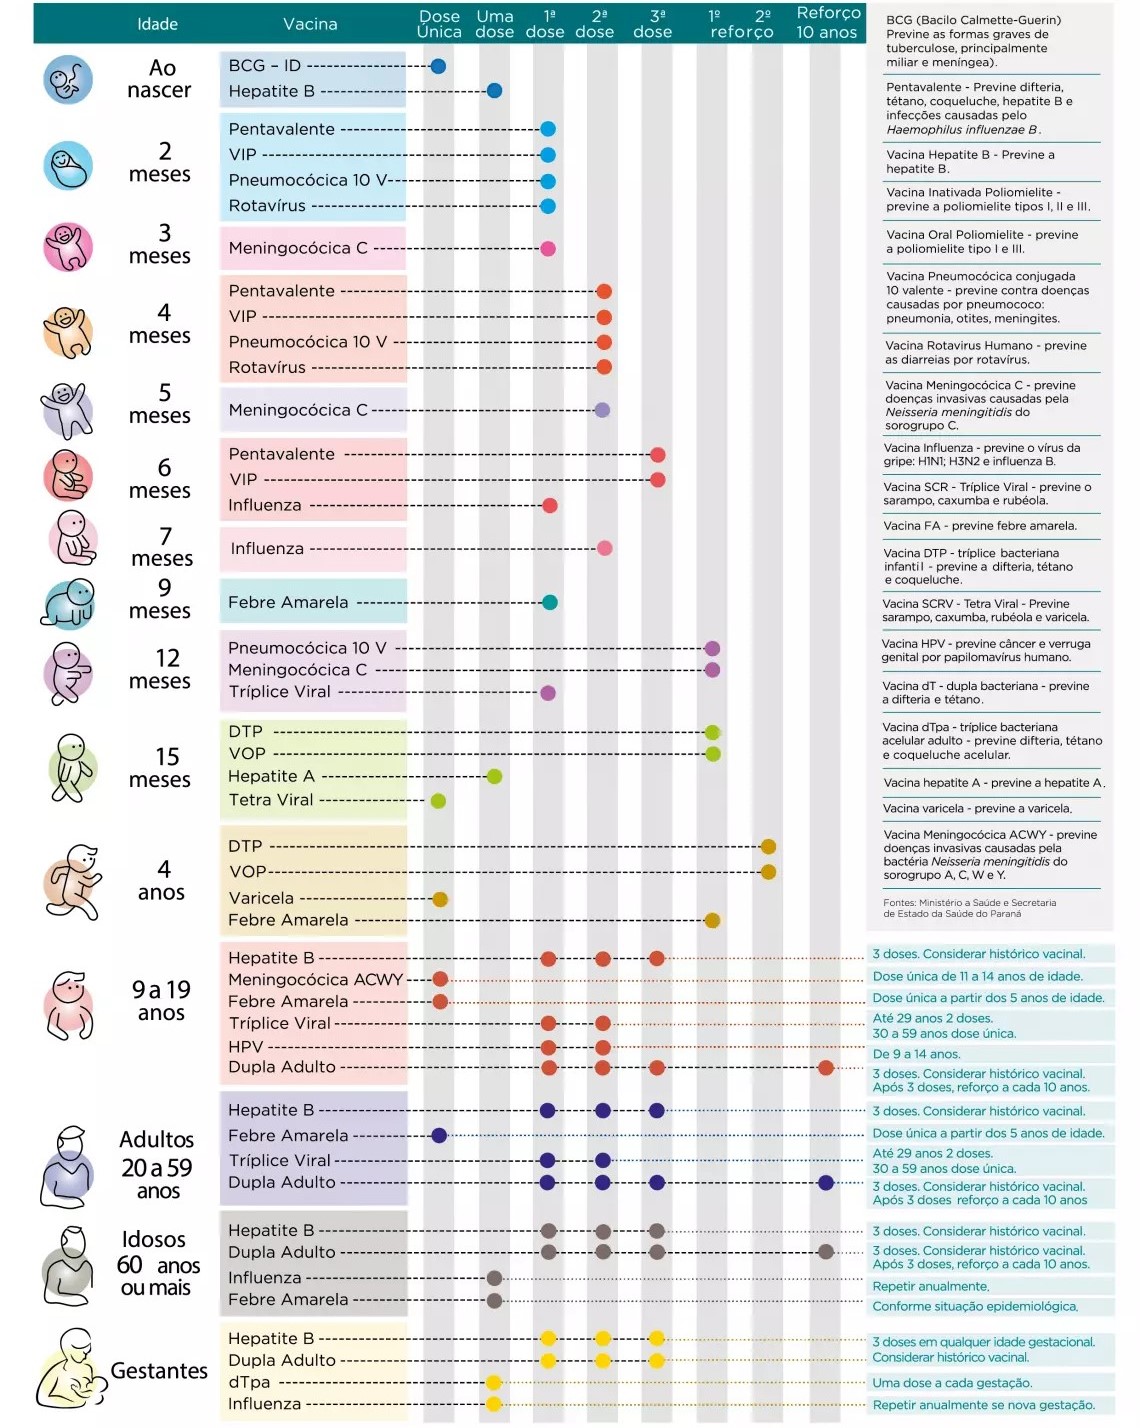 Idade
Vacina
Dose Única
Uma dose
1ª dose
2ª dose
3ª dose
1º 2º
reforço
Reforço
10 anos
Ao
nascer
BCG – ID
Hepatite B
2
meses
Pentavalente
VIP
Pneumocócica 10 V
Rotavírus
3
meses
Meningocócica C
4
meses
Pentavalente
VIP
Pneumocócica 10 V
Rotavírus
5
meses
Meningocócica C
6
meses
Pentavalente
VIP
Influenza
7
meses
Influenza
9
meses
Febre Amarela
12
meses
Pneumocócica 10 V
Meningocócica C
Tríplice Viral
15
meses
DTP
VOP
Hepatite A
Tetra Viral
4
anos
DTP
VOP
Varicela
Febre Amarela
9 a 19
anos
Hepatite B
3 doses. Considerar histórico vacinal.
Meningocócica ACWY
Dose única de 11 a 14 anos de idade.
Febre Amarela
Dose única a partir dos 5 anos de idade.
Tríplice Viral
Até 29 anos 2 doses.
30 a 59 anos dose única.
HPV
De 9 a 14 anos.
Dupla Adulto
3 doses. Considerar histórico vacinal.
Após 3 doses, reforço a cada 10 anos.
Adultos
20 a 59
anos
Hepatite B
3 doses. Considerar histórico vacinal.
Febre Amarela
Dose única a partir dos 5 anos de idade.
Tríplice Viral
Até 29 anos 2 doses.
30 a 59 anos dose única.
Dupla Adulto
3 doses. Considerar histórico vacinal.
Após 3 doses reforço a cada 10 anos
Idosos
60 anos
ou mais
Hepatite B
3 doses. Considerar histórico vacinal.
Dupla Adulto
3 doses. Considerar histórico vacinal.
Após 3 doses, reforço a cada 10 anos.
Influenza
Repetir anualmente.
Febre Amarela
Conforme situação epidemiológica.
Gestantes
Hepatite B
Dupla Adulto
3 doses em qualquer idade gestacional.
Considerar histórico vacinal.
dTpa
Uma dose a cada gestação.
Influenza
Repetir anualmente se nova gestação.
BCG (Bacilo Calmette-Guerin)
Previne as formas graves de
tuberculose, principalmente
miliar e meníngea).
Pentavalente - Previne difteria,
tétano, coqueluche, hepatite B e
infecções causadas pelo
Haemophilus influenzae B.
Vacina Hepatite B - Previne a
hepatite B.
Vacina Inativada Poliomielite -
previne a poliomielite tipos I, II e III.
Vacina Oral Poliomielite - previne
a poliomielite tipo I e III.
Vacina Pneumocócica conjugada
10 valente - previne contra doenças
causadas por pneumococo:
pneumonia, otites, meningites.
Vacina Rotavirus Humano - previne
as diarreias por rotavírus.
Vacina Meningocócica C - previne
doenças invasivas causadas pela
Neisseria meningitidis do
sorogrupo C.
Vacina Influenza - previne o vírus da
gripe: H1N1; H3N2 e influenza B.
Vacina SCR - Tríplice Viral - previne o
sarampo, caxumba e rubéola.
Vacina FA - previne febre amarela.
Vacina DTP - tríplice bacteriana
infantil - previne a difteria, tétano
e coqueluche.
Vacina SCRV - Tetra Viral - Previne
sarampo, caxumba, rubéola e varicela.
Vacina HPV - previne câncer e verruga
genital por papilomavírus humano.
Vacina dT - dupla bacteriana - previne
a difteria e tétano.
Vacina dTpa - tríplice bacteriana
acelular adulto - previne difteria, tétano
e coqueluche acelular.
Vacina hepatite A - previne a hepatite A.
Vacina varicela - previne a varicela.
Vacina Meningocócica ACWY - previne
doenças invasivas causadas pela
bactéria Neisseria meningitidis do
sorogrupo A, C, W e Y.
Fontes: Ministério a Saúde e Secretaria
de Estado da Saúde do Paraná